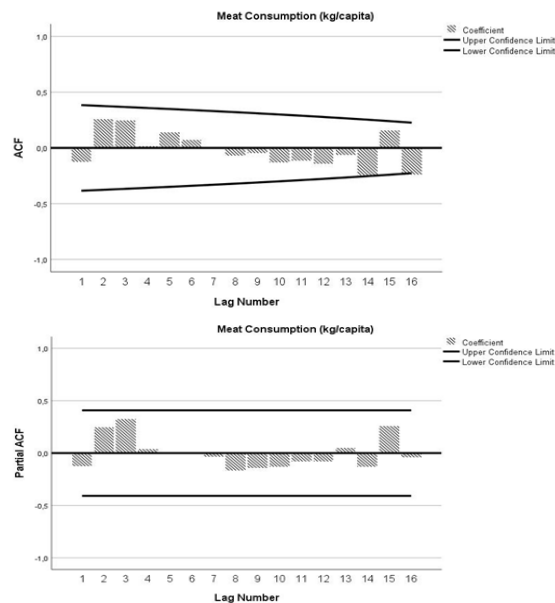 Meat Consumption (kg/capita)
Coefficient
Upper Confidence Limit
Lower Confidence Limit
1,0
0,5
0,0
-0,5
-1,0
ACF
1 2 3 4 5 6 7 8 9 10 11 12 13 14 15 16
Lag Number
Meat Consumption (kg/capita)
Coefficient
Upper Confidence Limit
Lower Confidence Limit
1,0
0,5
0,0
-0,5
-1,0
Partial ACF
1 2 3 4 5 6 7 8 9 10 11 12 13 14 15 16
Lag Number